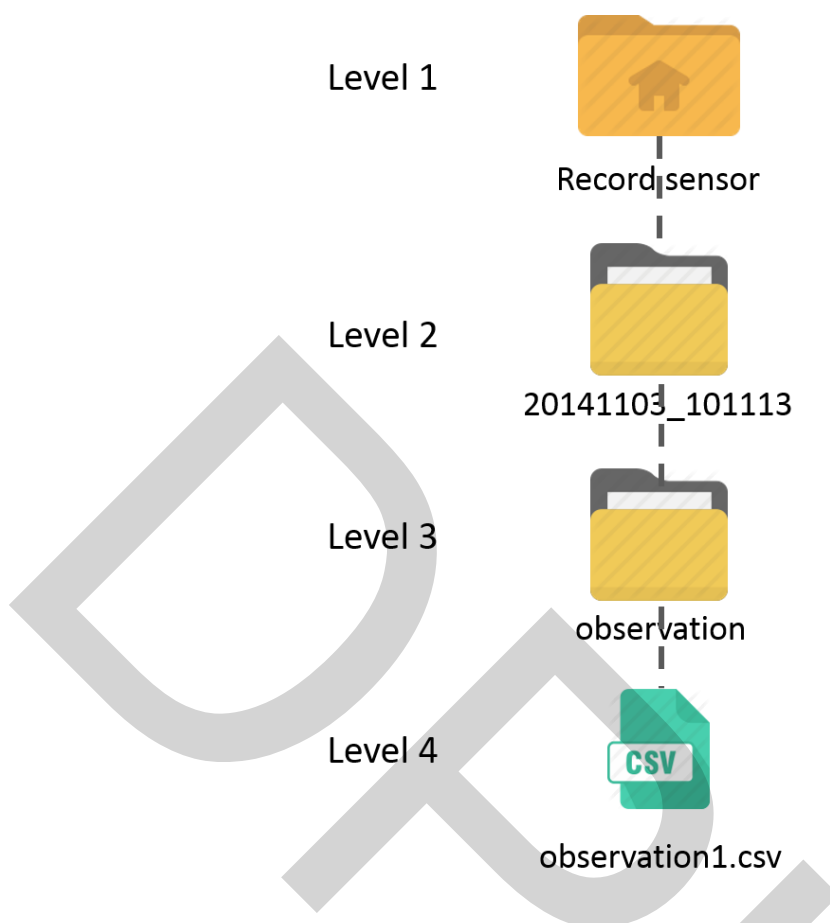 Level 1
Record sensor
Level 2
20141103_101113
Level 3
observation
Level 4
CSV
observation1.csv